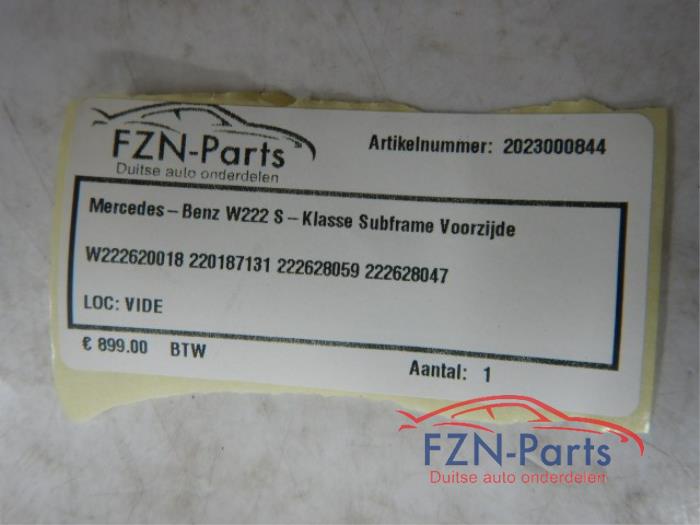 FZN-Parts
Duitse auto onderdelen
Artikelnummer: 2023000844
Mercedes-Benz W222 S-Klasse Subframe Voorzijde
W222620018 220187131 222628059 222628047
LOC: VIDE
€ 899.00 BTW
Aantal: 1
FZN-Parts
Duitse auto onderdelen